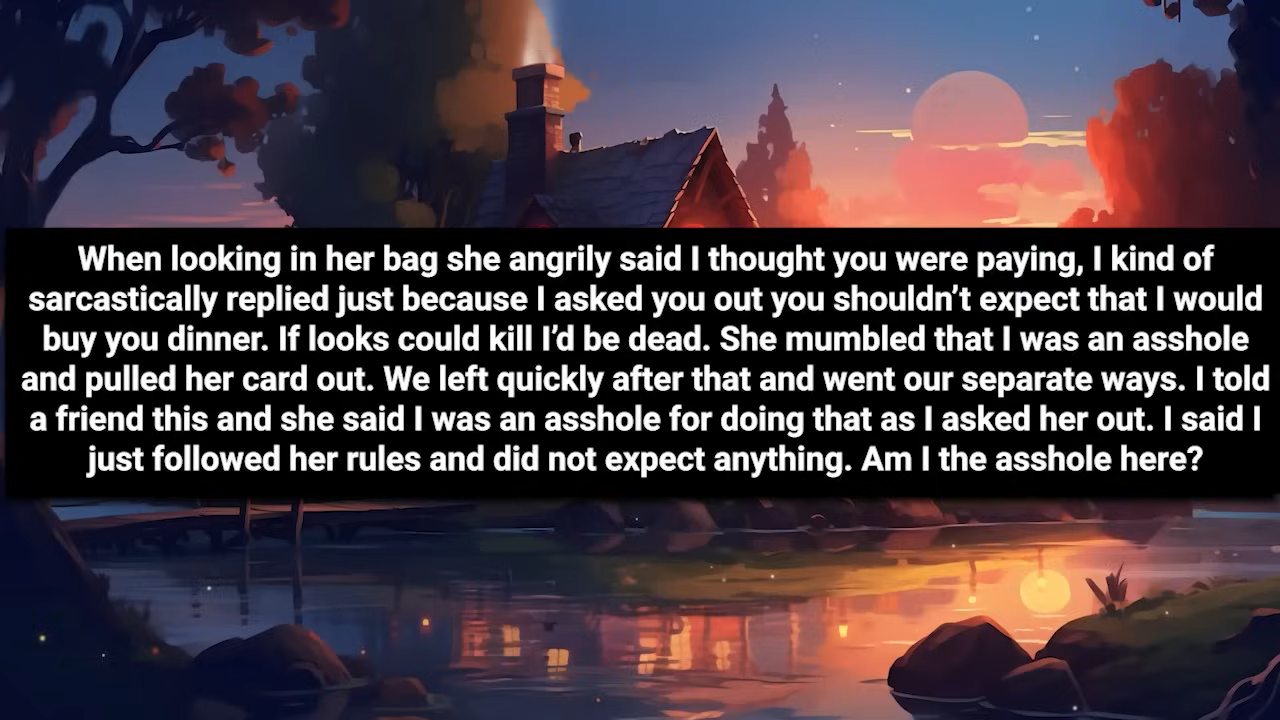 When looking in her bag she angrily said I thought you were paying, I kind of
sarcastically replied just because I asked you out you shouldn’t expect that I would
buy you dinner. If looks could kill I’d be dead. She mumbled that I was an asshole
and pulled her card out. We left quickly after that and went our separate ways. I told
a friend this and she said I was an asshole for doing that as I asked her out. I said I
just followed her rules and did not expect anything. Am I the asshole here?